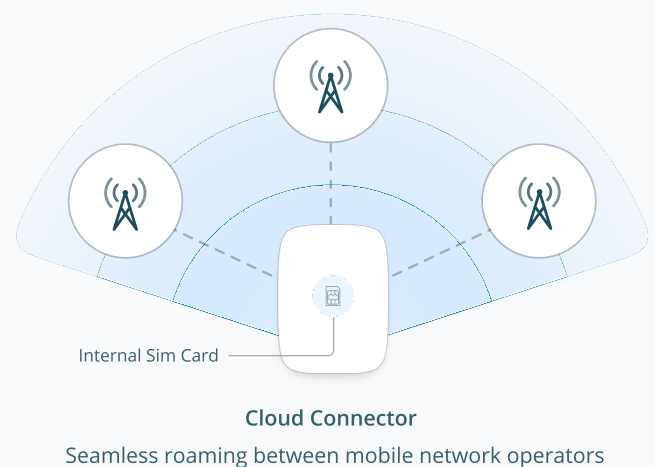 Internal Sim Card
Cloud Connector
Seamless roaming between mobile network operators